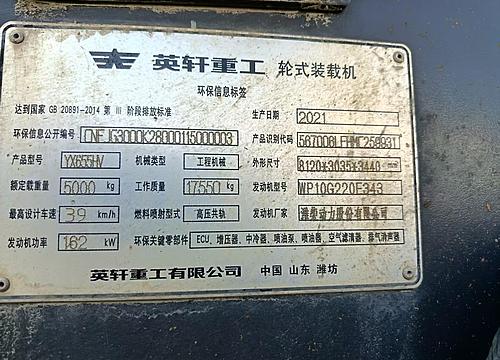 英轩重工 轮式装载机
环保信息标签
达到国家 GB 20891-2014 第 III 阶段排放标准
生产日期 2021
环保信息公开编号 CNFJG3000K28000115000003
产品识别代码
产品型号 YX655HV 机械类型 工程机械 外形尺寸 8120*3035*3440 mm
额定载重量 5000 kg 工作质量 17550 kg 发动机型号 WP10G220E343
最高设计车速 39 km/h 燃料喷射型式 高压共轨 发动机厂家 潍柴动力股份有限公司
发动机功率 162 kW 环保关键零部件 ECU、增压器、中冷器、喷油泵、喷油器、空气滤清器、排气消声器
英轩重工有限公司 中国 山东 潍坊